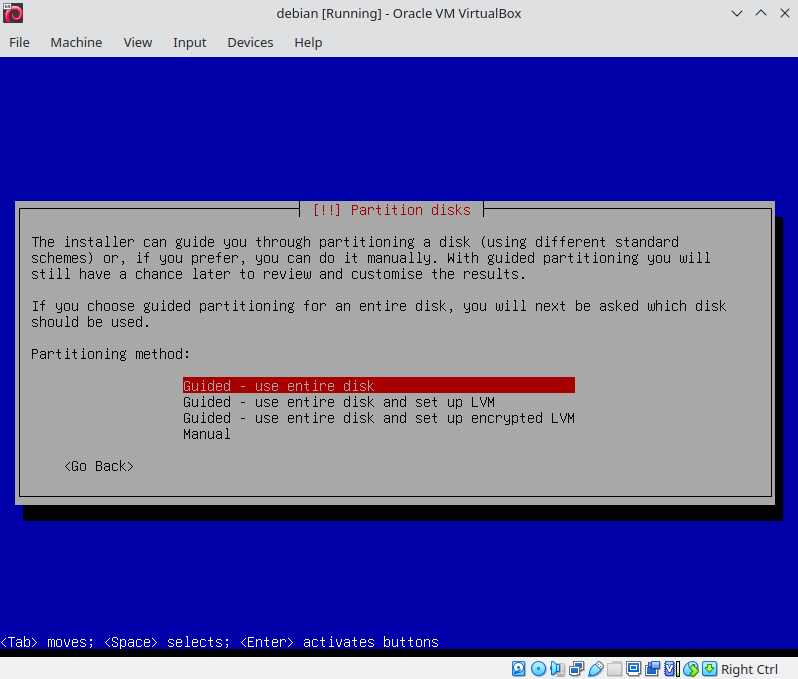 debian [Running] - Oracle VM VirtualBox
File Machine View Input Devices Help
[!!] Partition disks
The installer can guide you through partitioning a disk (using different standard
schemes) or, if you prefer, you can do it manually. With guided partitioning you will
still have a chance later to review and customise the results.
If you choose guided partitioning for an entire disk, you will next be asked which disk
should be used.
Partitioning method:
Guided - use entire disk
Guided - use entire disk and set up LVM
Guided - use entire disk and set up encrypted LVM
Manual
<Go Back>
<Tab> moves; <Space> selects; <Enter> activates buttons
Right Ctrl